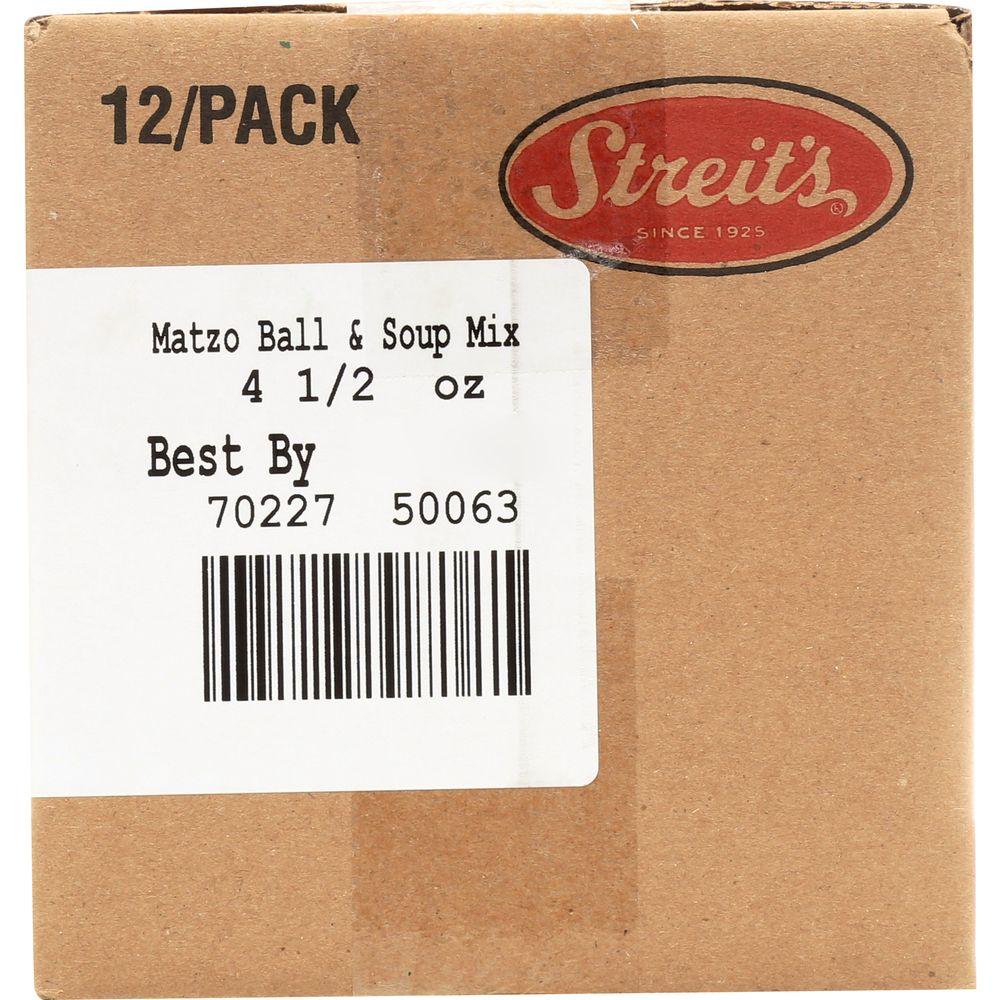 12/PACK
Streit's
SINCE 1925
Matzo Ball & Soup Mix
4 1/2 oz
Best By
70227 50063